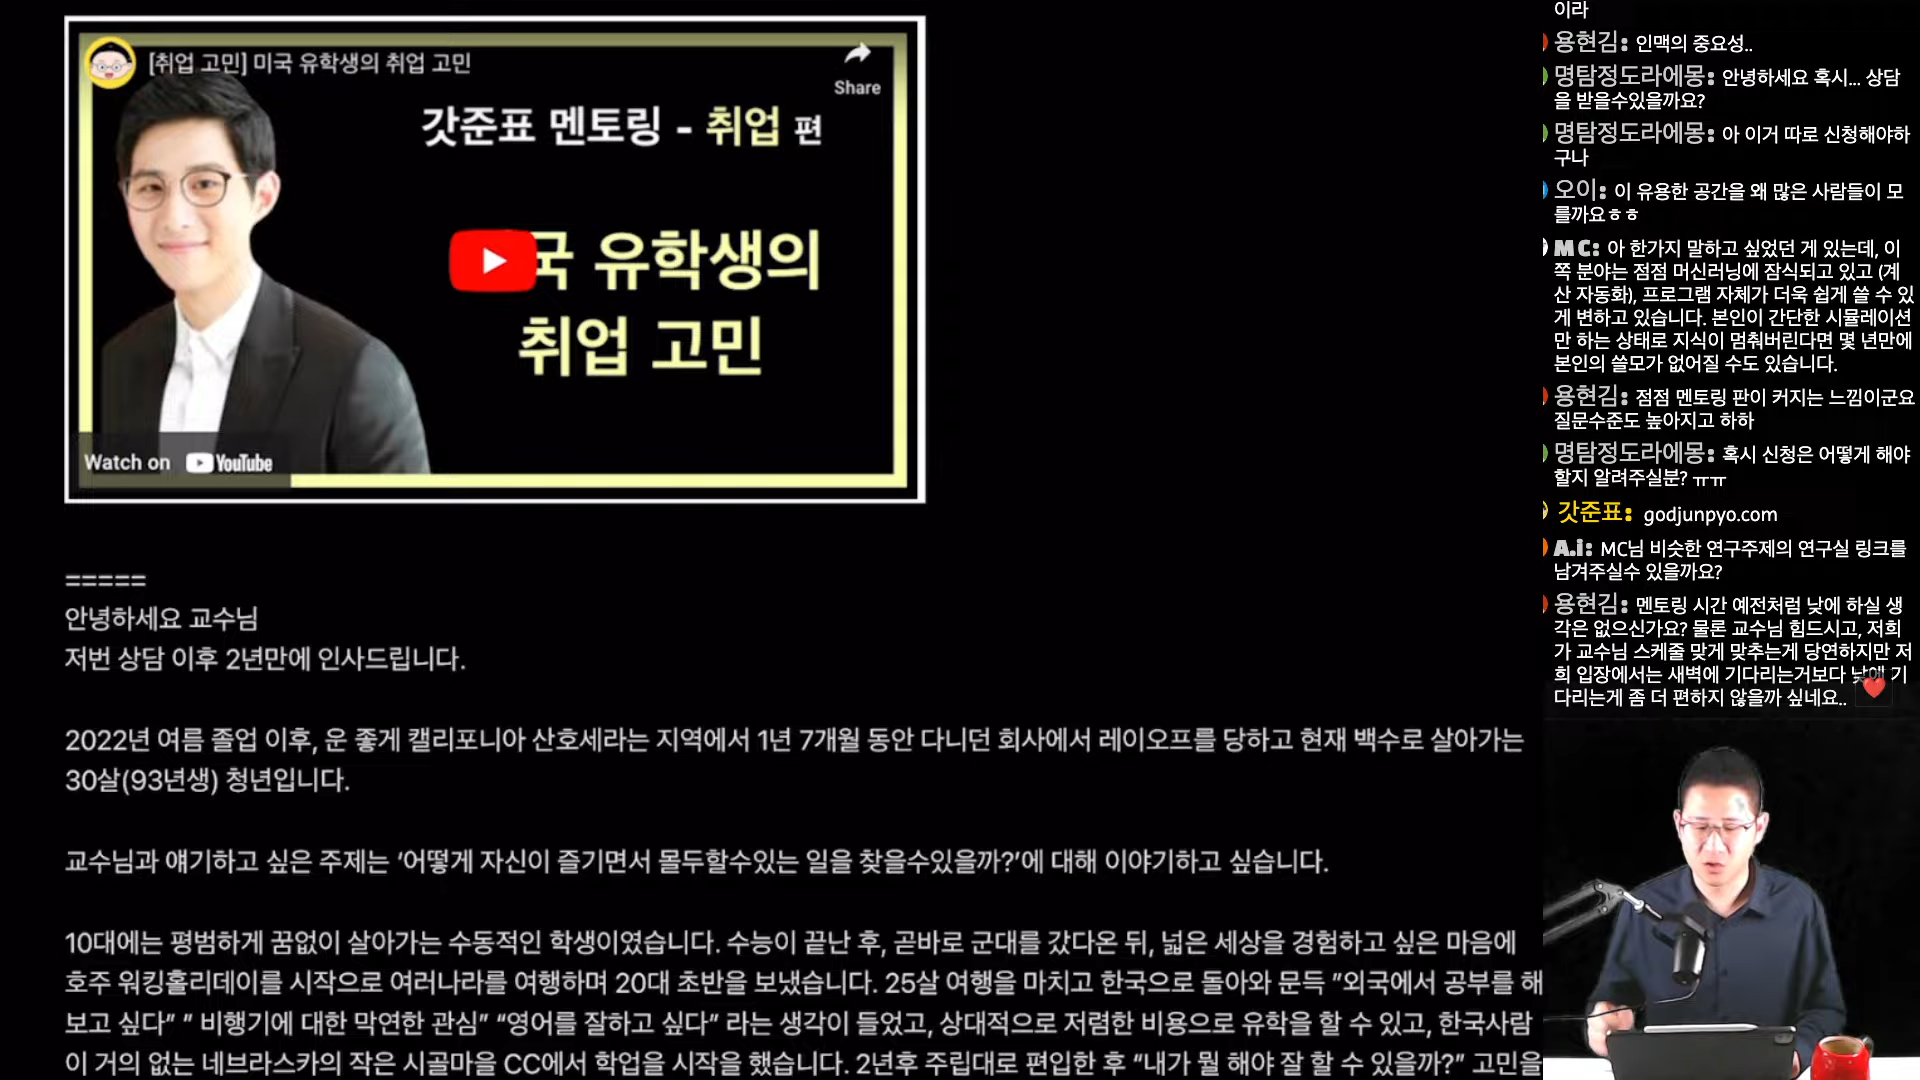 [취업 고민] 미국 유학생의 취업 고민
Share
갓준표 멘토링 - 취업 편
국 유학생의
취업 고민
Watch on YouTube
=====
안녕하세요 교수님
저번 상담 이후 2년만에 인사드립니다.
2022년 여름 졸업 이후, 운 좋게 캘리포니아 산호세라는 지역에서 1년 7개월 동안 다니던 회사에서 레이오프를 당하고 현재 백수로 살아가는
30살(93년생) 청년입니다.
교수님과 얘기하고 싶은 주제는 ‘어떻게 자신이 즐기면서 몰두할수있는 일을 찾을수있을까?’에 대해 이야기하고 싶습니다.
10대에는 평범하게 꿈없이 살아가는 수동적인 학생이였습니다. 수능이 끝난 후, 곧바로 군대를 갔다온 뒤, 넓은 세상을 경험하고 싶은 마음에
호주 워킹홀리데이를 시작으로 여러나라를 여행하며 20대 초반을 보냈습니다. 25살 여행을 마치고 한국으로 돌아와 문득 ”외국에서 공부를 해
보고 싶다” ” 비행기에 대한 막연한 관심” “영어를 잘하고 싶다” 라는 생각이 들었고, 상대적으로 저렴한 비용으로 유학을 할 수 있고, 한국사람
이 거의 없는 네브라스카의 작은 시골마을 CC에서 학업을 시작을 했습니다. 2년후 주립대로 편입한 후 “내가 뭘 해야 잘 할 수 있을까?” 고민을
이라
용현김: 인맥의 중요성..
명탐정도라에몽: 안녕하세요 혹시... 상담
을 받을수있을까요?
명탐정도라에몽: 아 이거 따로 신청해야하
구나
오이: 이 유용한 공간을 왜 많은 사람들이 모
를까요ㅎㅎ
MC: 아 한가지 말하고 싶었던 게 있는데, 이
쪽 분야는 점점 머신러닝에 잠식되고 있고 (계
산 자동화), 프로그램 자체가 더욱 쉽게 쓸 수 있
게 변하고 있습니다. 본인이 간단한 시뮬레이션
만 하는 상태로 지식이 멈춰버린다면 몇 년만에
본인의 쓸모가 없어질 수도 있습니다.
용현김: 점점 멘토링 판이 커지는 느낌이군요
질문수준도 높아지고 하하
명탐정도라에몽: 혹시 신청은 어떻게 해야
할지 알려주실분? ㅠㅠ
갓준표: godjunpyo.com
A.i: MC님 비슷한 연구주제의 연구실 링크를
남겨주실수 있을까요?
용현김: 멘토링 시간 예전처럼 낮에 하실 생
각은 없으신가요? 물론 교수님 힘드시고, 저희
가 교수님 스케줄 맞게 맞추는게 당연하지만 저
희 입장에서는 새벽에 기다리는거보다 낮에 기
다리는게 좀 더 편하지 않을까 싶네요..